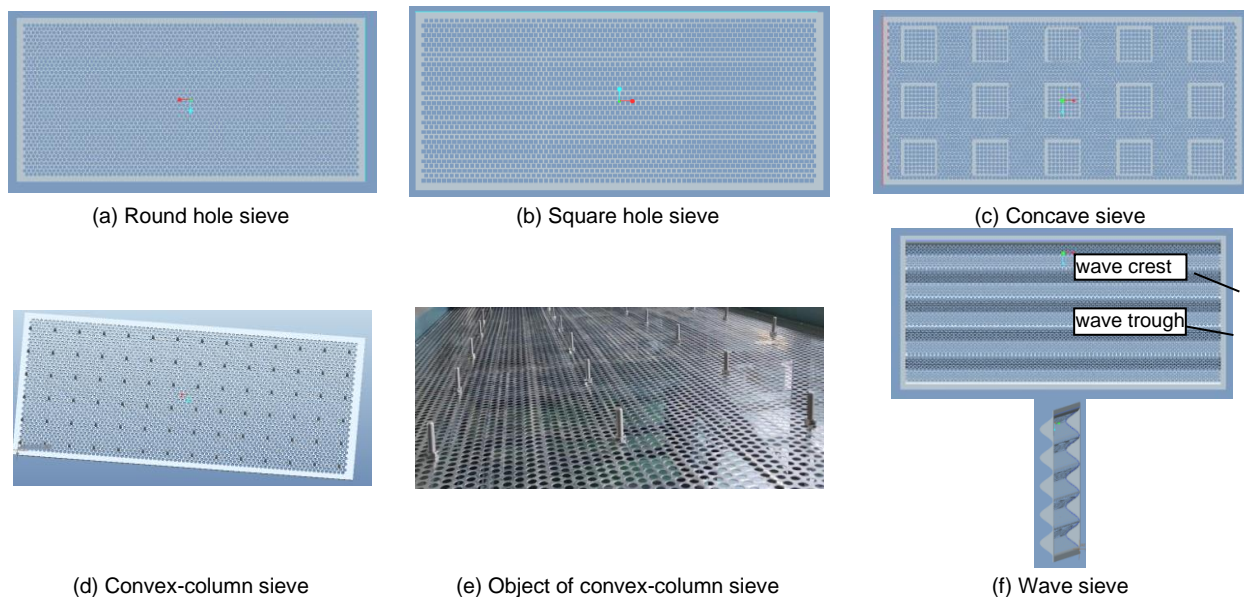 (a) Round hole sieve
(b) Square hole sieve
(c) Concave sieve
wave crest
wave trough
(d) Convex-column sieve
(e) Object of convex-column sieve
(f) Wave sieve